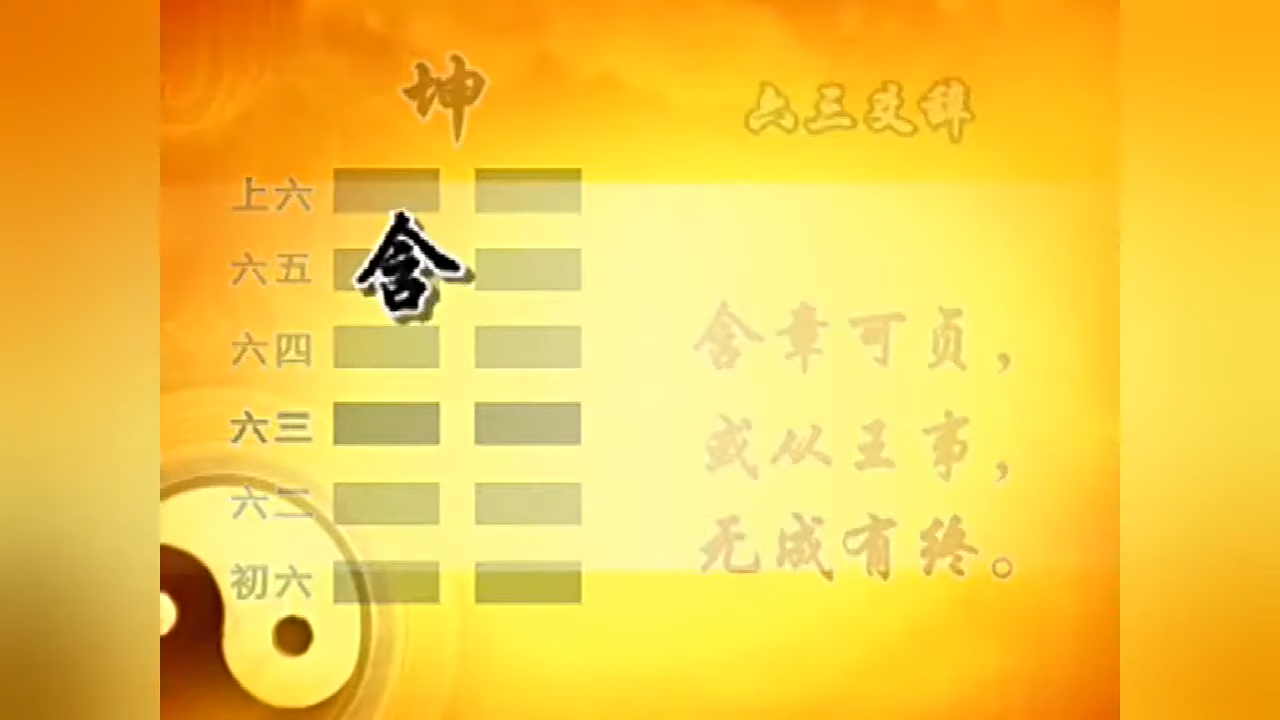 坤
六三爻辞
上六
六五
含
六四
六三
六二
初六
含章可贞，
或从王事，
无成有终。